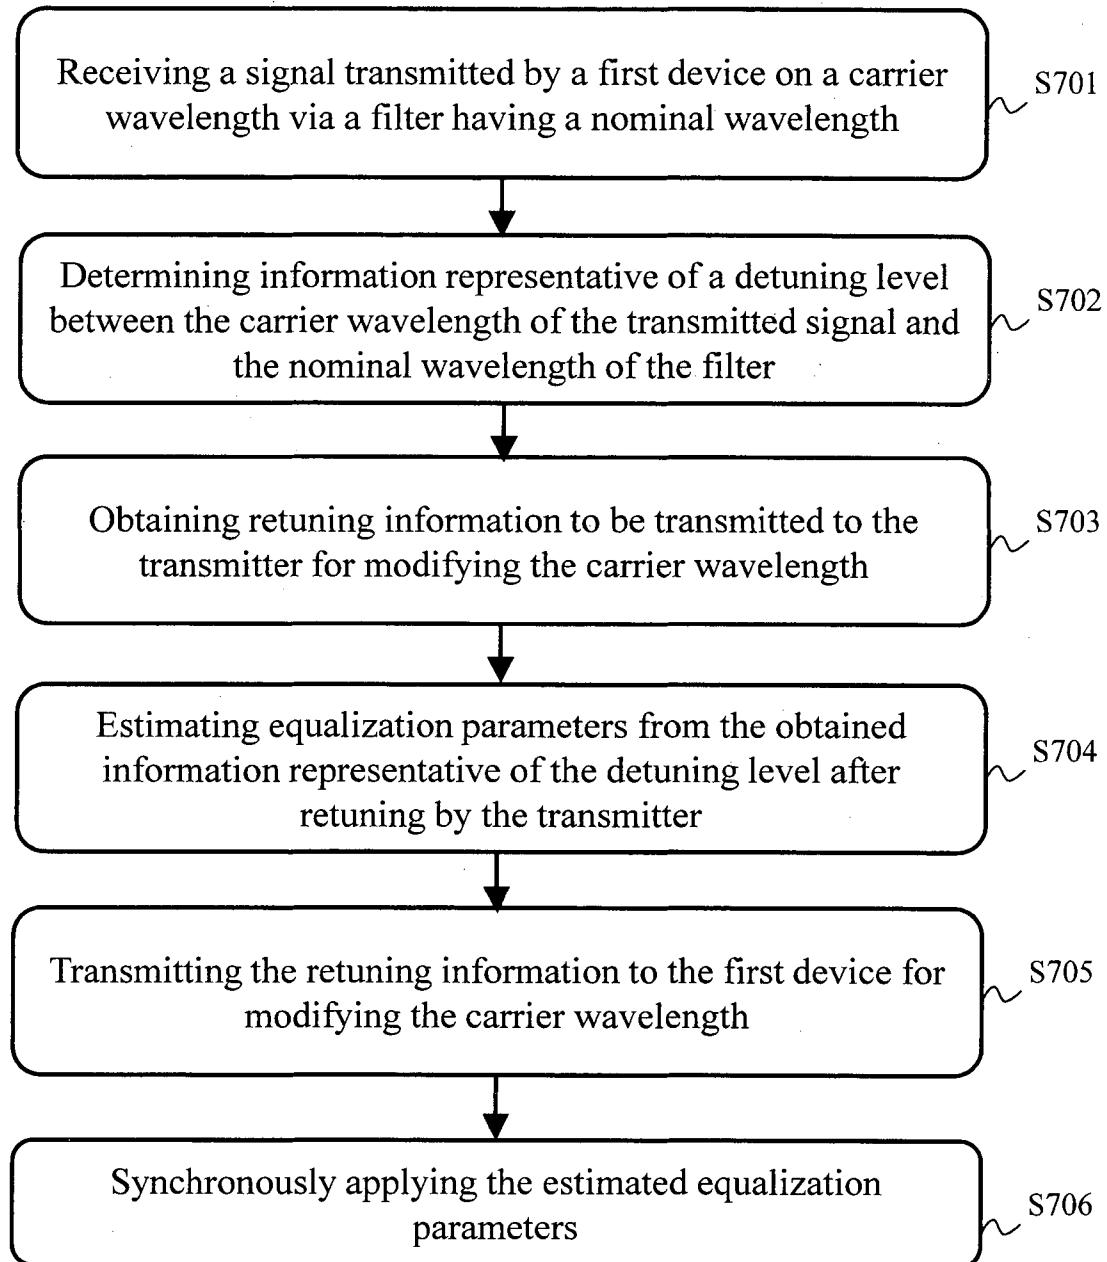 Receiving a signal transmitted by a first device on a carrier
wavelength via a filter having a nominal wavelength
S701
Determining information representative of a detuning level
between the carrier wavelength of the transmitted signal and
the nominal wavelength of the filter
S702
Obtaining retuning information to be transmitted to the
transmitter for modifying the carrier wavelength
S703
Estimating equalization parameters from the obtained
information representative of the detuning level after
retuning by the transmitter
S704
Transmitting the retuning information to the first device for
modifying the carrier wavelength
S705
Synchronously applying the estimated equalization
parameters
S706